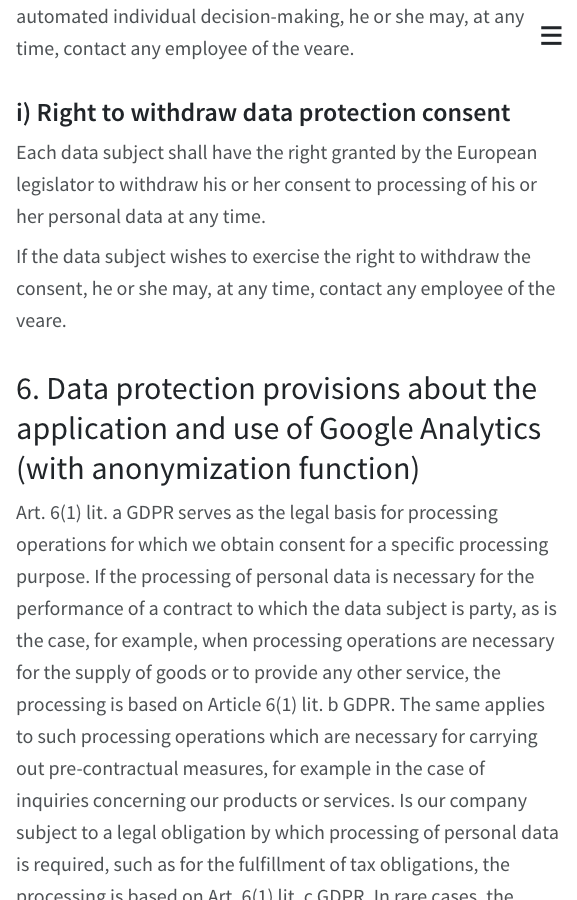 automated individual decision-making, he or she may, at any
time, contact any employee of the veare.
i) Right to withdraw data protection consent
Each data subject shall have the right granted by the European
legislator to withdraw his or her consent to processing of his or
her personal data at any time.
If the data subject wishes to exercise the right to withdraw the
consent, he or she may, at any time, contact any employee of the
veare.
6. Data protection provisions about the
application and use of Google Analytics
(with anonymization function)
Art. 6(1) lit. a GDPR serves as the legal basis for processing
operations for which we obtain consent for a specific processing
purpose. If the processing of personal data is necessary for the
performance of a contract to which the data subject is party, as is
the case, for example, when processing operations are necessary
for the supply of goods or to provide any other service, the
processing is based on Article 6(1) lit. b GDPR. The same applies
to such processing operations which are necessary for carrying
out pre-contractual measures, for example in the case of
inquiries concerning our products or services. Is our company
subject to a legal obligation by which processing of personal data
is required, such as for the fulfillment of tax obligations, the
processing is based on Art. 6(1) lit. c GDPR. In rare cases, the